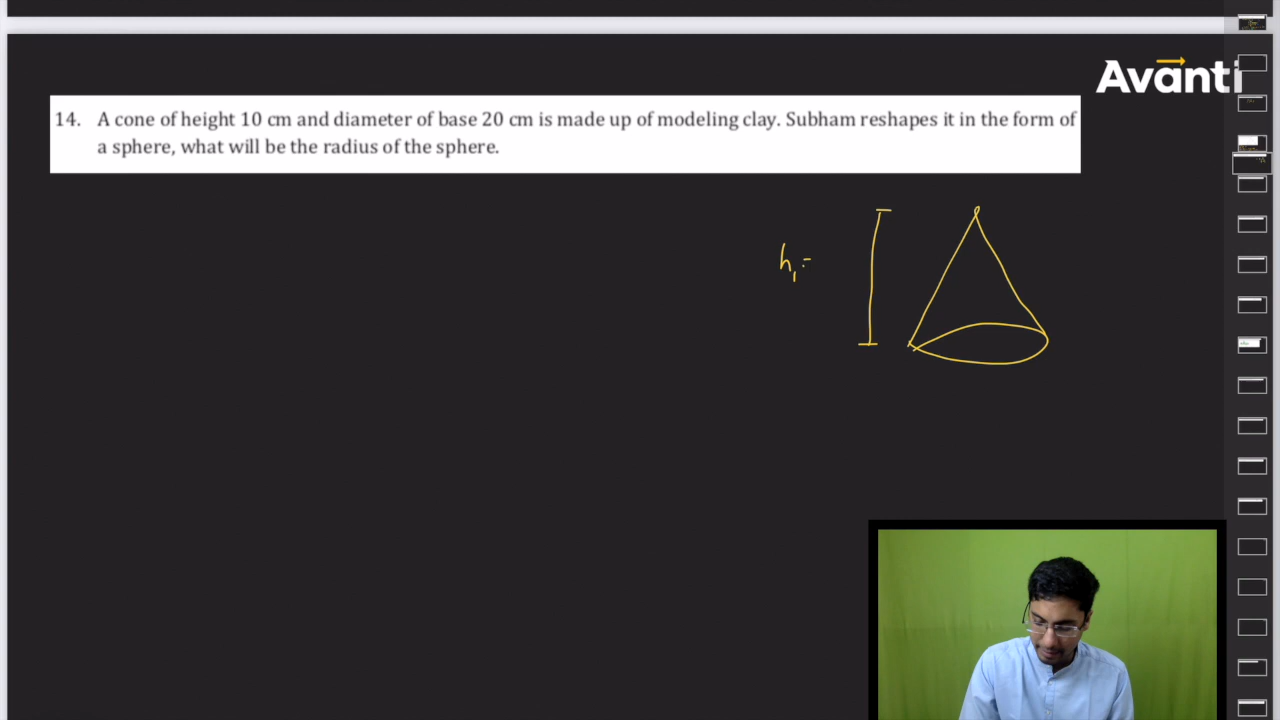 Avanti
14. A cone of height 10 cm and diameter of base 20 cm is made up of modeling clay. Subham reshapes it in the form of
a sphere, what will be the radius of the sphere.
h₁=